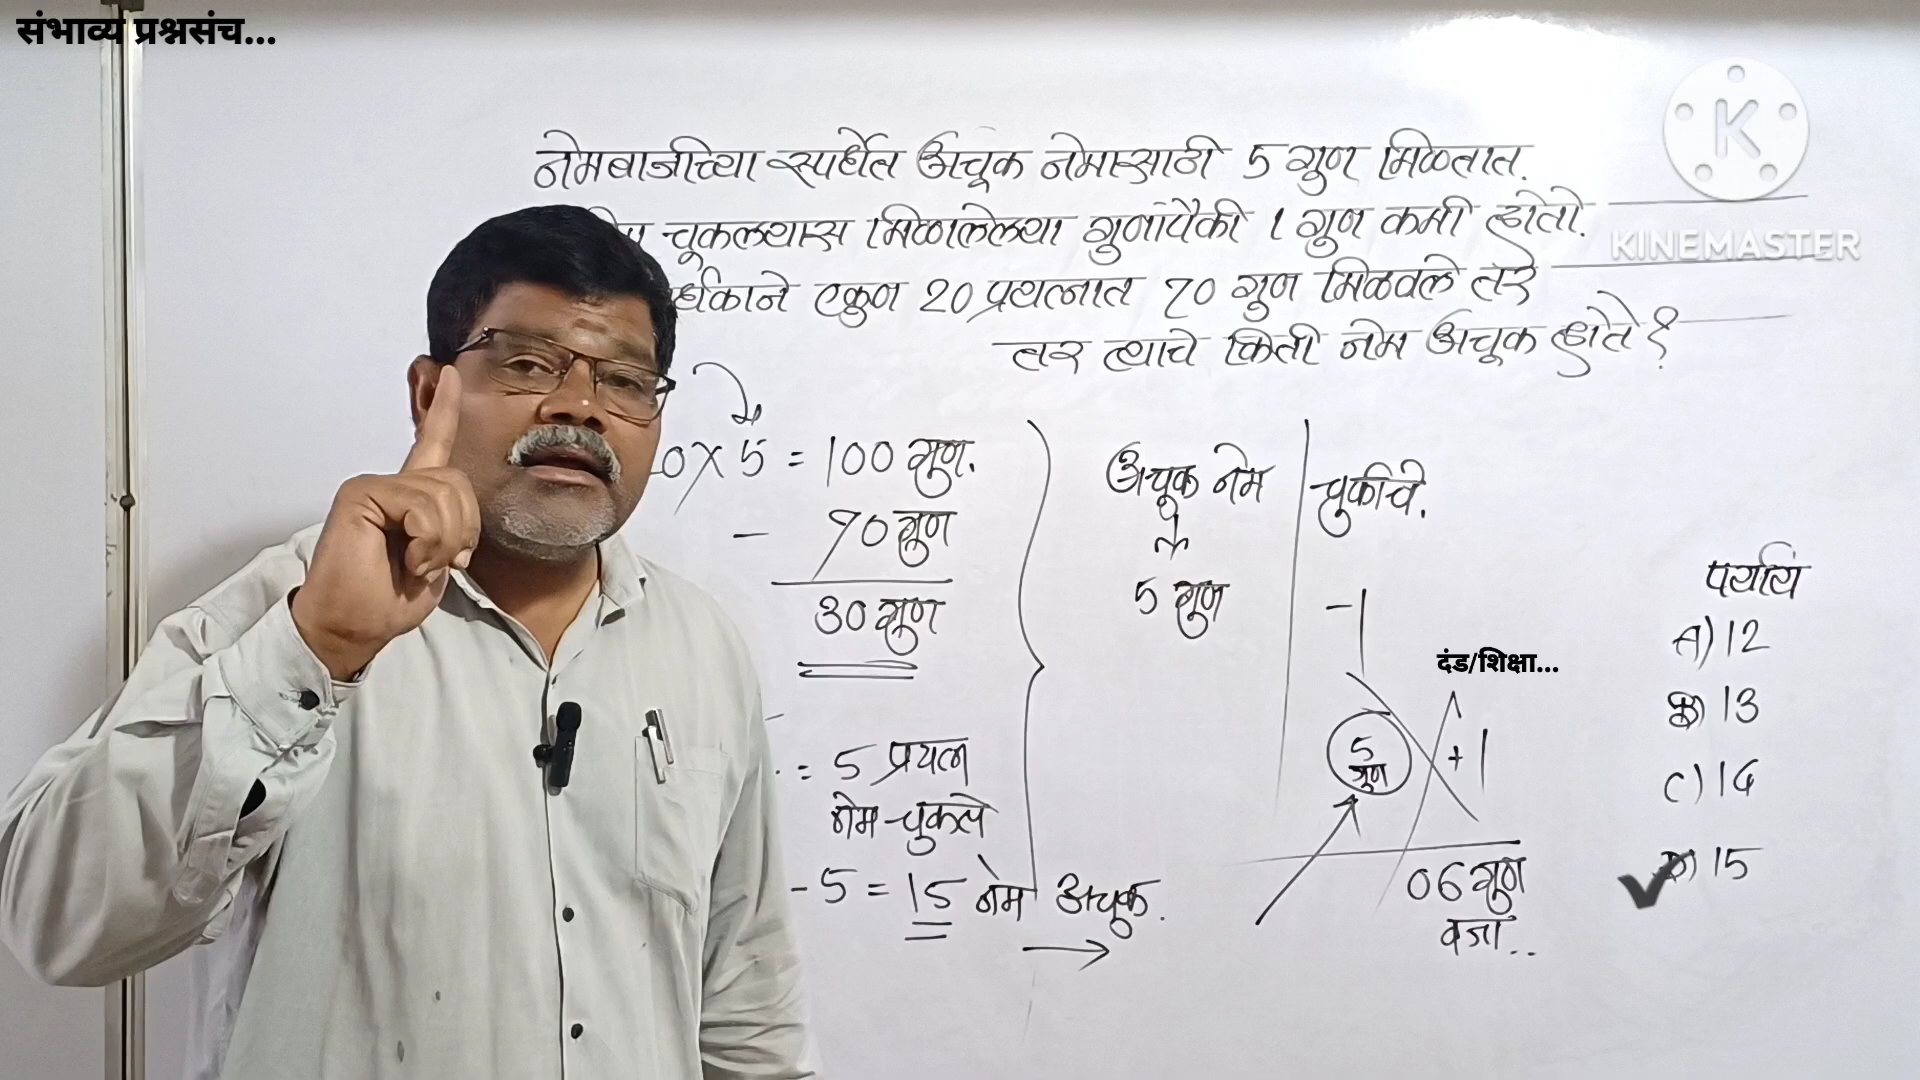 संभाव्य प्रश्नसंच...
K
KINEMASTER
नेमबाजीच्या स्पर्धेत अचूक नेमासाठी 5 गुण मिळतात.
चूकल्यास मिळालेल्या गुणांपैकी 1 गुण कमी होतो.
एकुण 20 प्रयत्नात 70 गुण मिळवले तर
तर त्याचे किती नेम अचूक होते?
0 × 5 = 100 गुण.
- 70 गुण
30 गुण
= 5 प्रयत्न
नेम चुकले
- 5 = 15 नेम अचुक.
अचूक नेम
5 गुण
चुकीचे.
-1
दंड/शिक्षा...
5 गुण
+1
06 गुण
वजा..
पर्याय
A) 12
B) 13
C) 14
D) 15